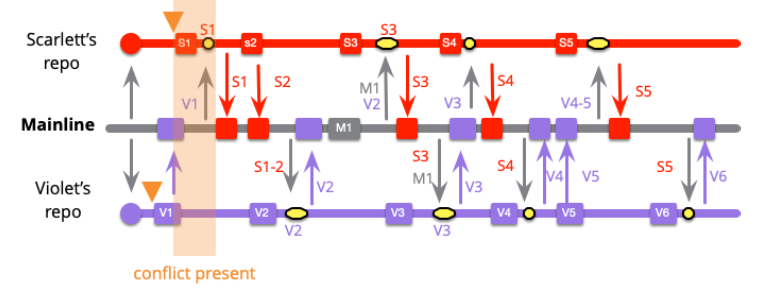 S1
Scarlett's
repo
S1
s2
S3
S3
S4
S5
S1
S2
M1
S3
S4
S5
V1
V2
V3
V4-5
Mainline
M1
S1-2
V2
S3
M1
V3
S4
V4
V5
S5
V6
Violet's
repo
V1
V2
V3
V4
V5
V6
V2
V3
conflict present